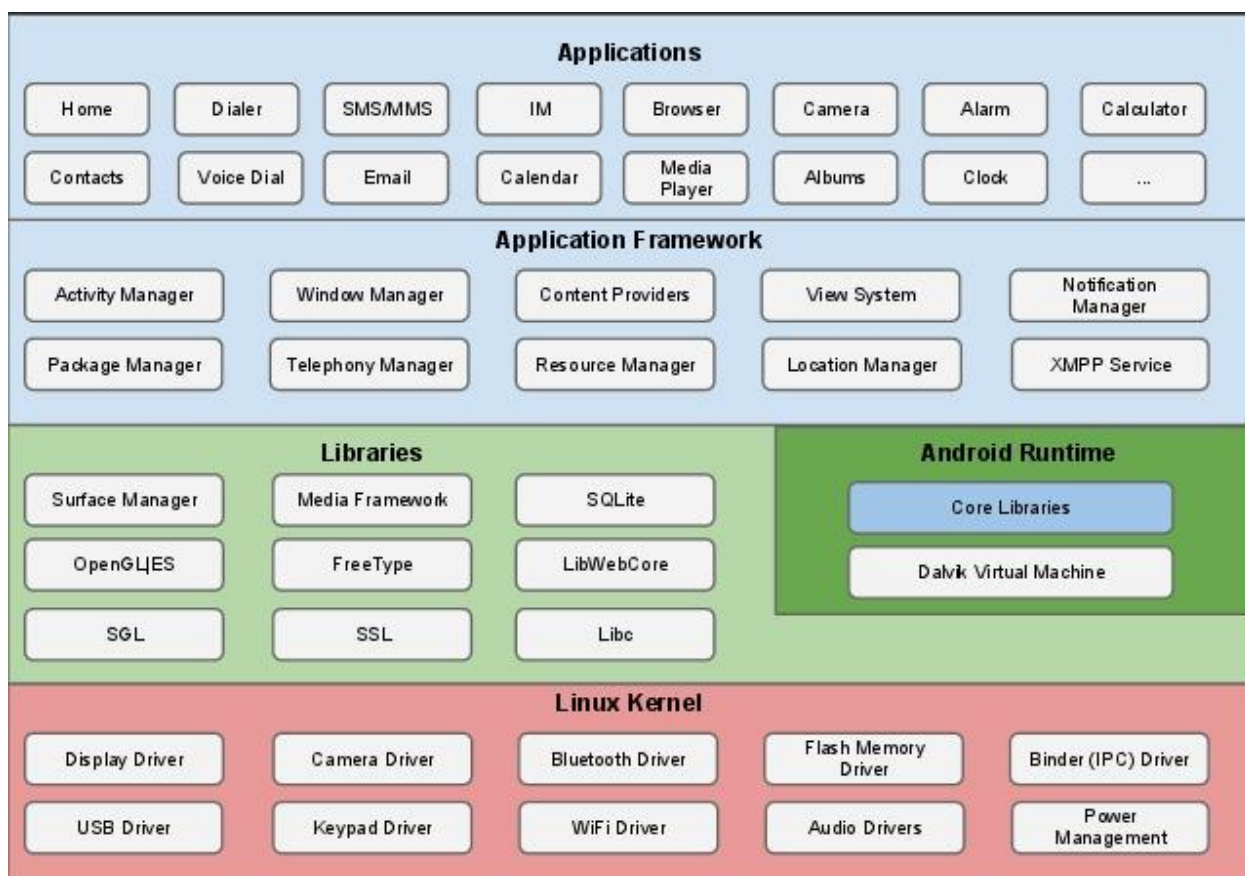 Applications
Home Dialer SMS/MMS IM Browser Camera Alarm Calculator
Contacts Voice Dial Email Calendar Media Player Albums Clock ...
Application Framework
Activity Manager Window Manager Content Providers View System Notification Manager
Package Manager Telephony Manager Resource Manager Location Manager XMPP Service
Libraries
Surface Manager Media Framework SQLite
OpenGL|ES FreeType LibWebCore
SGL SSL Libc
Android Runtime
Core Libraries
Dalvik Virtual Machine
Linux Kernel
Display Driver Camera Driver Bluetooth Driver Flash Memory Driver Binder (IPC) Driver
USB Driver Keypad Driver WiFi Driver Audio Drivers Power Management